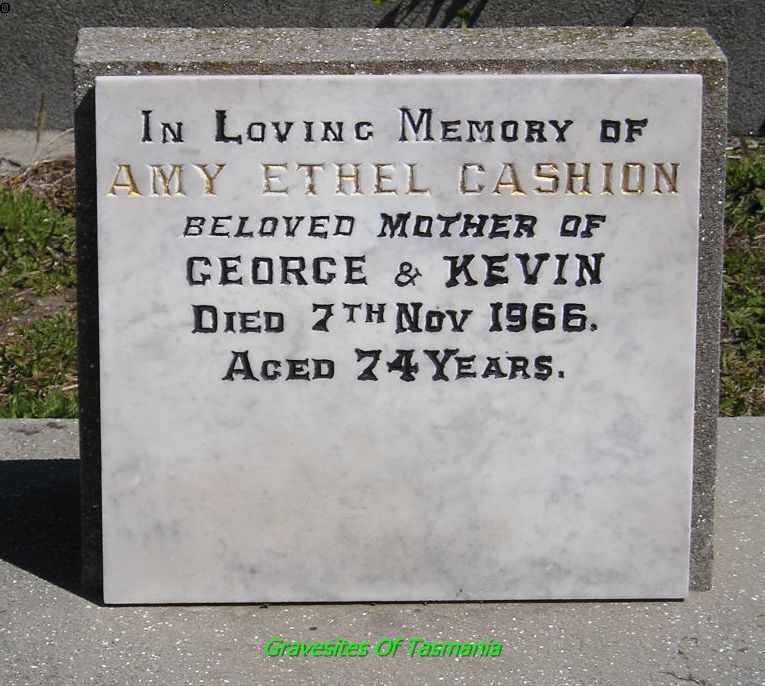 ©
In Loving Memory of
AMY ETHEL CASHION
BELOVED MOTHER OF
GEORGE & KEVIN
DIED 7TH NOV 1966.
AGED 74 YEARS.
Gravesites Of Tasmania